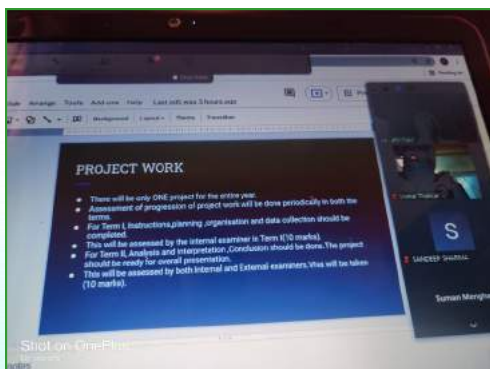 Arrange Tools Add-ons Help Last edit was 3 hours ago
Background Layout Theme Transition
PROJECT WORK
There will be only ONE project for the entire year.
Assessment of progression of project work will be done periodically in both the
terms.
For Term I, Instructions,planning ,organisation and data collection should be
completed.
This will be assessed by the internal examiner is Term I(10 marks).
For Term II, Analysis and interpretation ,Conclusion should be done.The project
should be ready for overall presentation.
This will be assessed by both Internal and External examiners.Viva will be taken
(10 marks).
S
SANDEEP SHARMA
Suman
Shot on OnePlus
notes